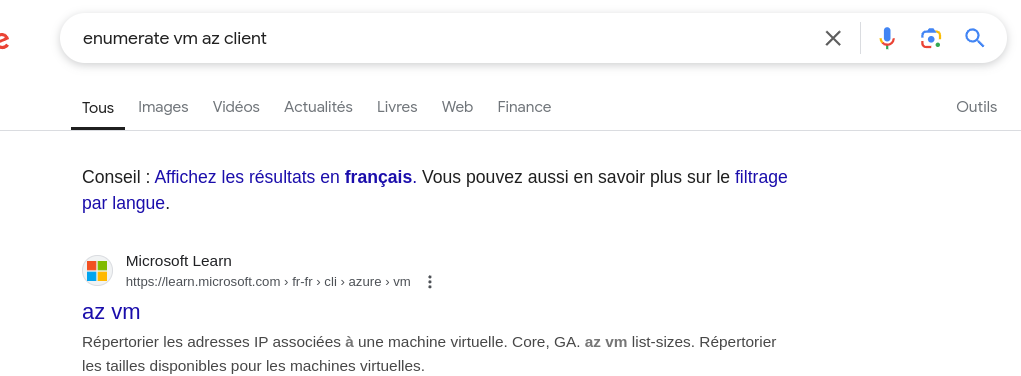 enumerate vm az client
Tous Images Vidéos Actualités Livres Web Finance Outils
Conseil : Affichez les résultats en français. Vous pouvez aussi en savoir plus sur le filtrage
par langue.
Microsoft Learn
https://learn.microsoft.com › fr-fr › cli › azure › vm
az vm
Répertorier les adresses IP associées à une machine virtuelle. Core, GA. az vm list-sizes. Répertorier
les tailles disponibles pour les machines virtuelles.